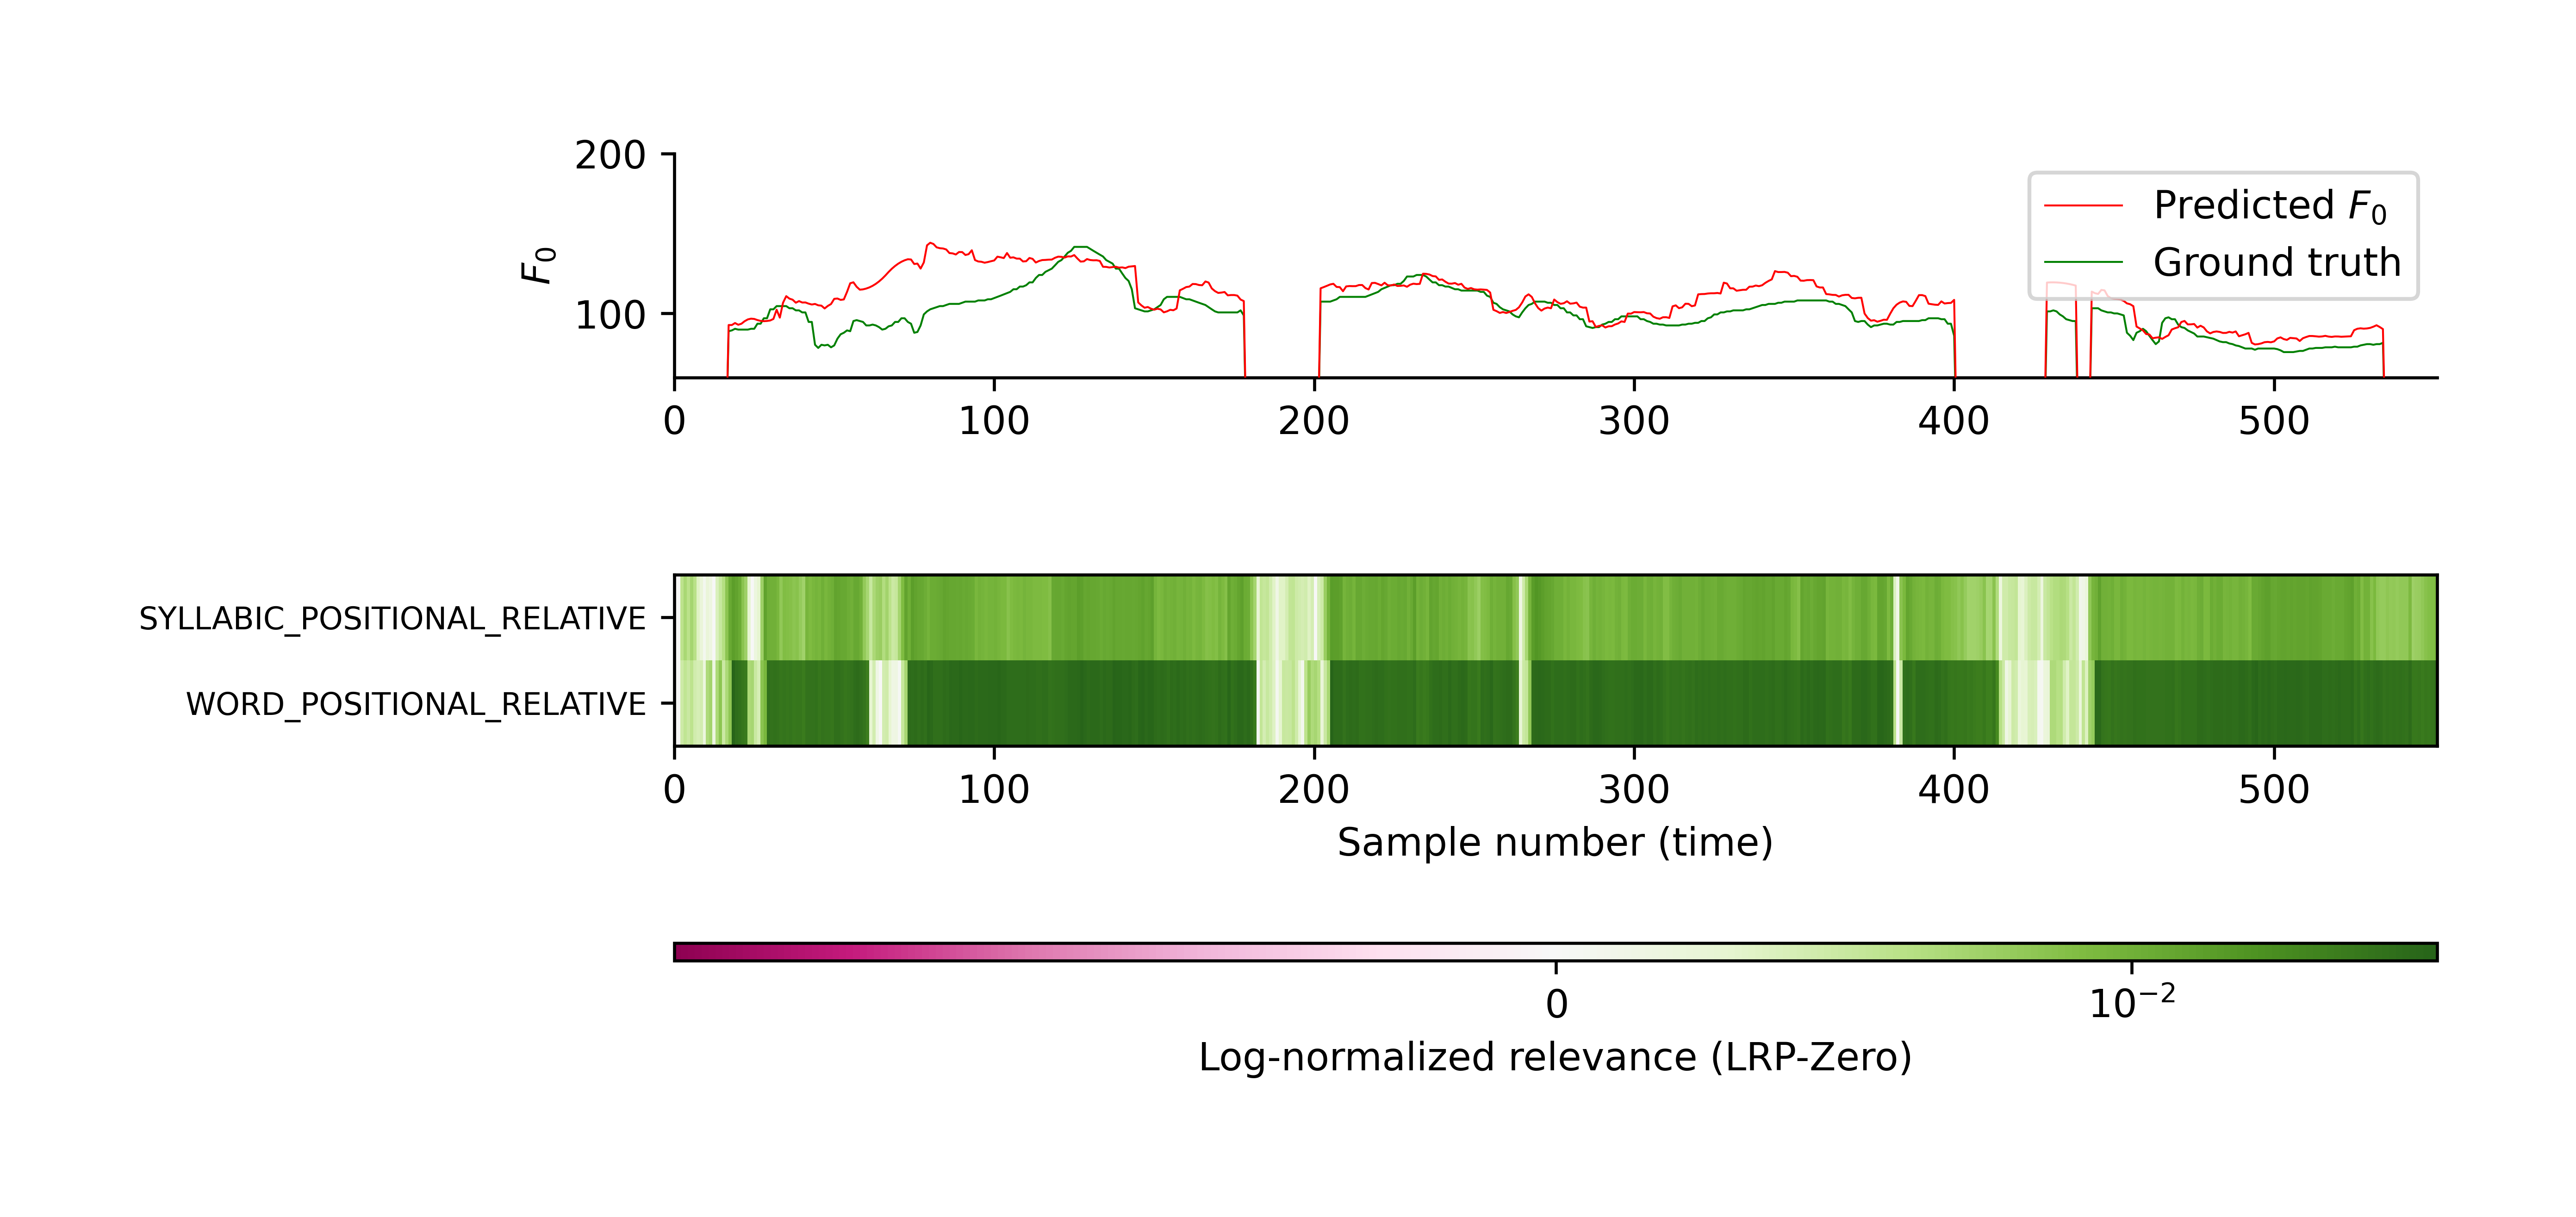 200
100
F₀
Predicted F₀
Ground truth
0 100 200 300 400 500
SYLLABIC_POSITIONAL_RELATIVE
WORD_POSITIONAL_RELATIVE
0 100 200 300 400 500
Sample number (time)
0 10⁻²
Log-normalized relevance (LRP-Zero)